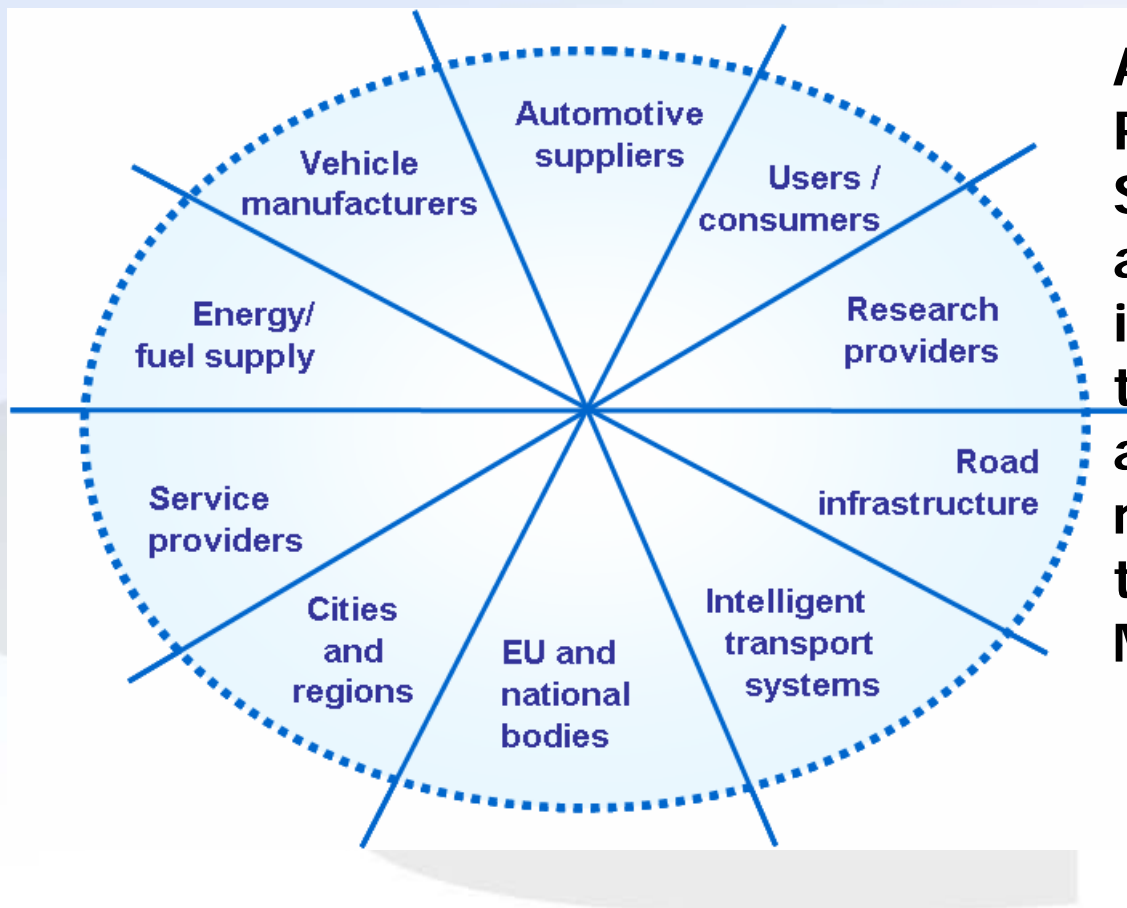 Automotive
suppliers
Vehicle
manufacturers
Users /
consumers
Energy/
fuel supply
Research
providers
Road
infrastructure
Service
providers
Cities
and
regions
EU and
national
bodies
Intelligent
transport
systems